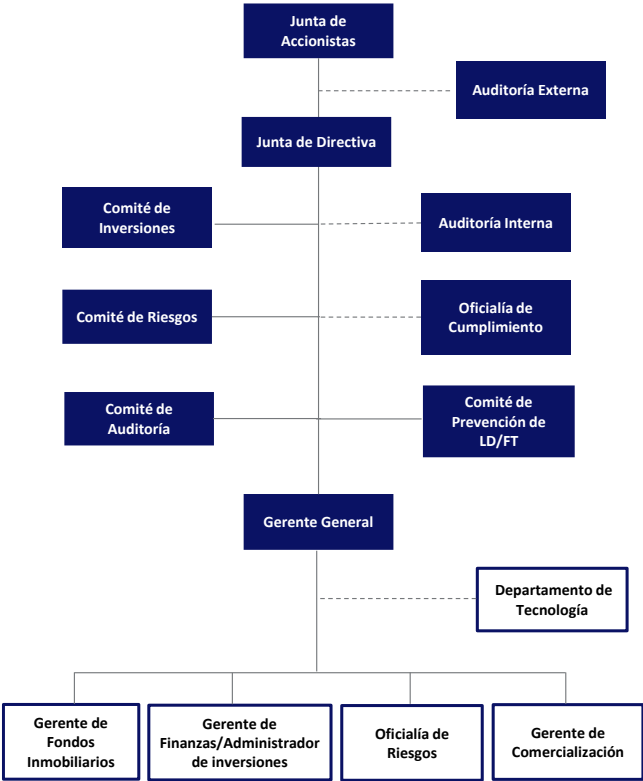 Junta de
Accionistas
Auditoría Externa
Junta de Directiva
Comité de
Inversiones
Auditoría Interna
Comité de Riesgos
Oficialía de
Cumplimiento
Comité de
Auditoría
Comité de
Prevención de
LD/FT
Gerente General
Departamento de
Tecnología
Gerente de
Fondos
Inmobiliarios
Gerente de
Finanzas/Administrador
de inversiones
Oficialía de
Riesgos
Gerente de
Comercialización